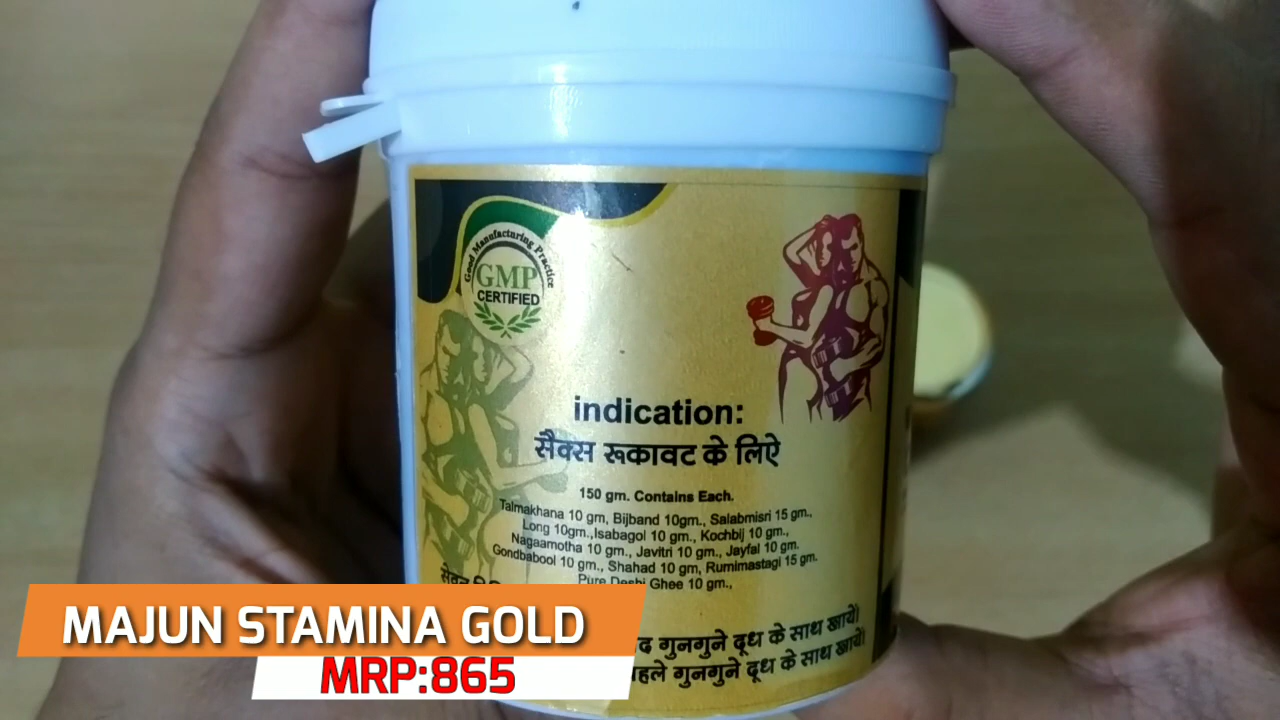 Good Manufacturing Practice
GMP
CERTIFIED
indication:
सैक्स रूकावट के लिऐ
150 gm. Contains Each.
Talmakhana 10 gm, Bijband 10gm., Salabmisri 15 gm.,
Long 10gm.,Isabagol 10 gm., Kochbij 10 gm.,
Nagaamotha 10 gm., Javitri 10 gm., Jayfal 10 gm.
Gondbabool 10 gm., Shahad 10 gm, Rumimastagi 15 gm.
Pure Deshi Ghee 10 gm.,
सेवन
गुनगुने दूध के साथ खायें।
गुनगुने दूध के साथ खायें।
MAJUN STAMINA GOLD
MRP:865